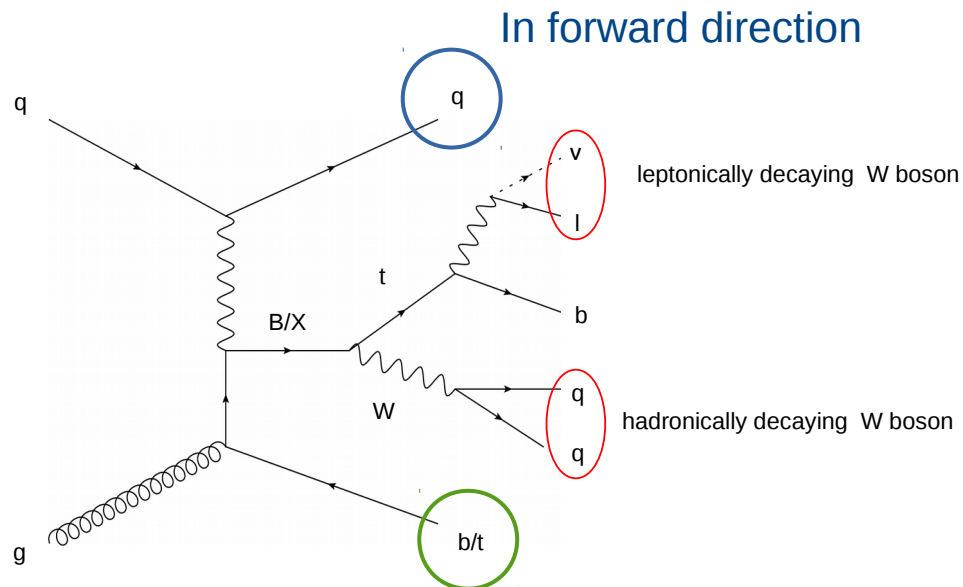 In forward direction
q
q
v
leptonically decaying W boson
l
t
B/X
b
W
q
hadronically decaying W boson
q
b/t
g